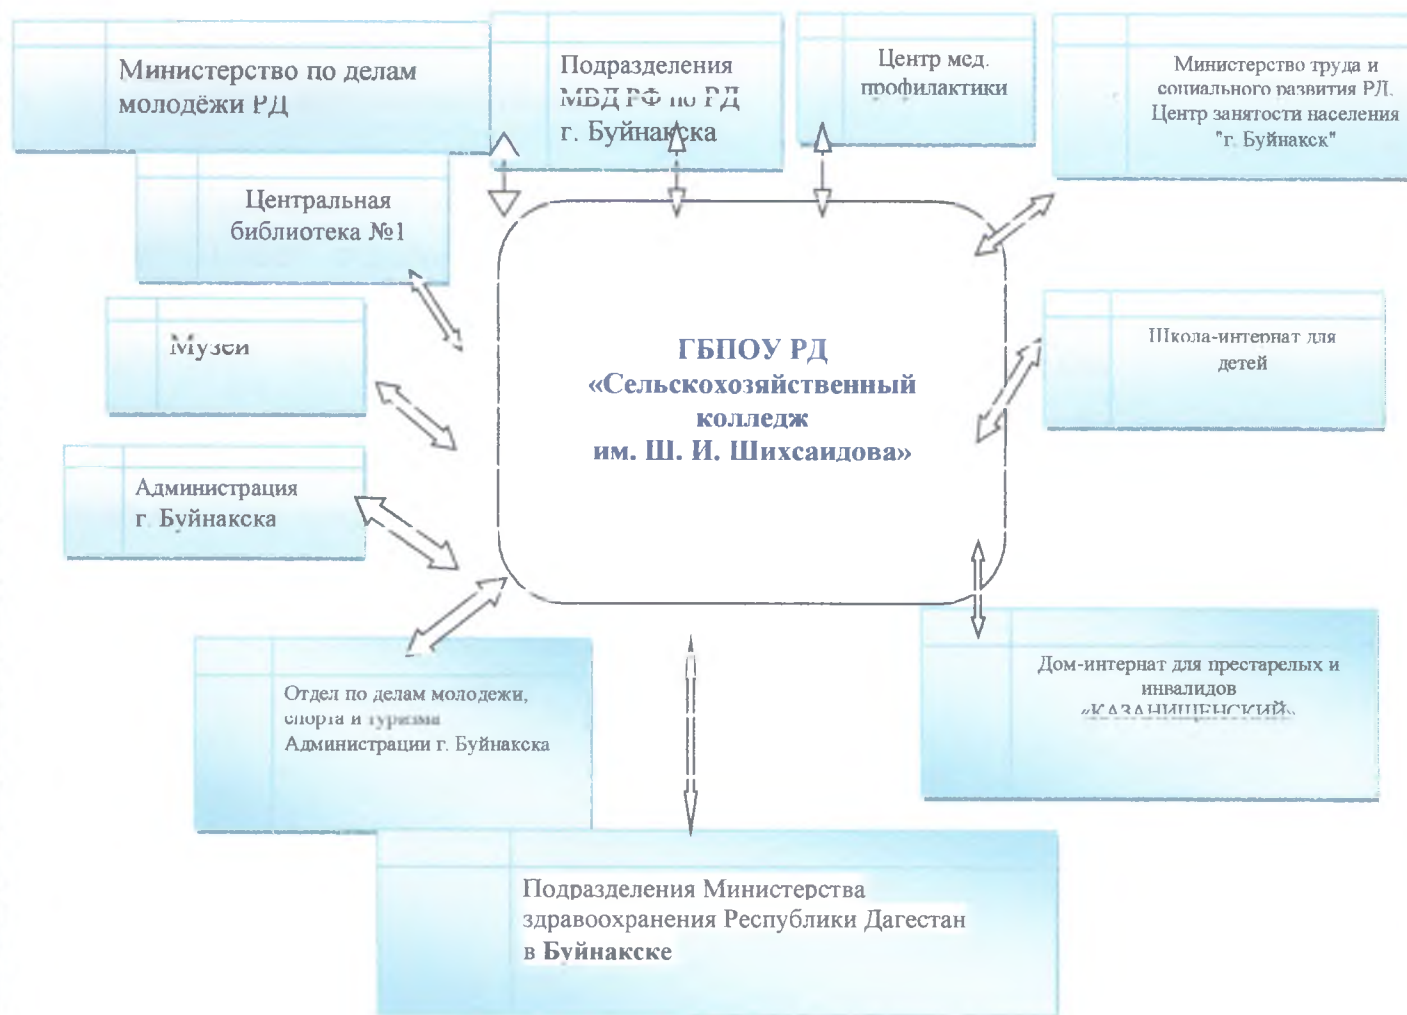 Министерство по делам
молодёжи РД
Подразделения
МВД РФ по РД
г. Буйнакска
Центр мед.
профилактики
Министерство труда и
социального развития РД.
Центр занятости населения
"г. Буйнакск"
Центральная
библиотека №1
Музеи
Школа-интернат для
детей
ГБПОУ РД
«Сельскохозяйственный
колледж
им. Ш. И. Шихсаидова»
Администрация
г. Буйнакска
Отдел по делам молодежи,
спорта и туризма
Администрации г. Буйнакска
Дом-интернат для престарелых и
инвалидов
«КАЗАНИЩЕНСКИЙ»
Подразделения Министерства
здравоохранения Республики Дагестан
в Буйнакске